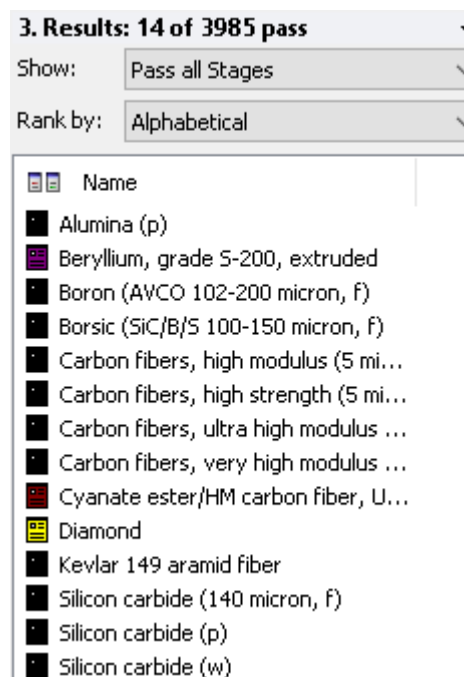 3. Results: 14 of 3985 pass
Show: Pass all Stages
Rank by: Alphabetical
Name
Alumina (p)
Beryllium, grade S-200, extruded
Boron (AVCO 102-200 micron, f)
Borsic (SiC/B/S 100-150 micron, f)
Carbon fibers, high modulus (5 mi...
Carbon fibers, high strength (5 mi...
Carbon fibers, ultra high modulus ...
Carbon fibers, very high modulus ...
Cyanate ester/HM carbon fiber, U...
Diamond
Kevlar 149 aramid fiber
Silicon carbide (140 micron, f)
Silicon carbide (p)
Silicon carbide (w)